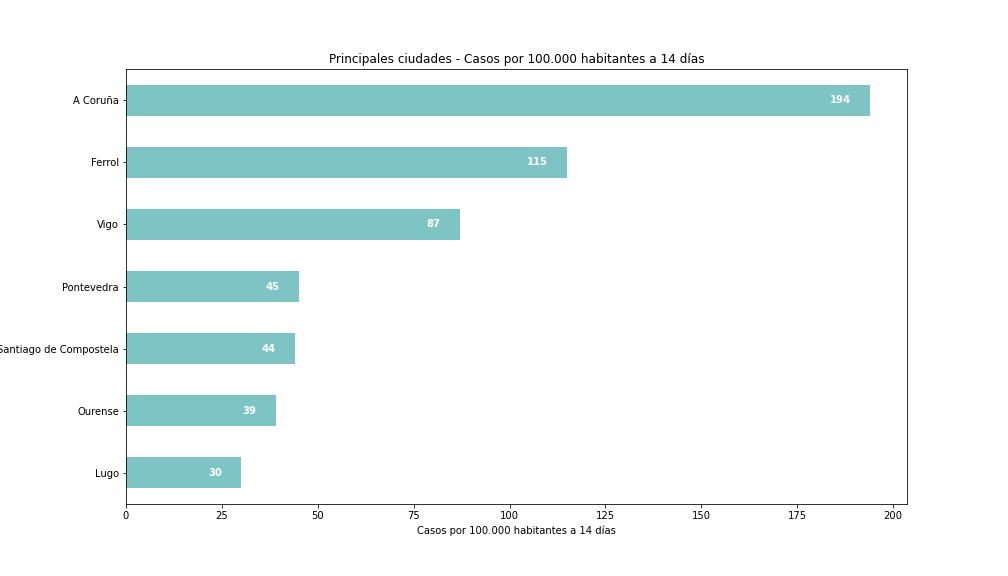 Principales ciudades - Casos por 100.000 habitantes a 14 días
A Coruña
194
Ferrol
115
Vigo
87
Pontevedra
45
Santiago de Compostela
44
Ourense
39
Lugo
30
0 25 50 75 100 125 150 175 200
Casos por 100.000 habitantes a 14 días